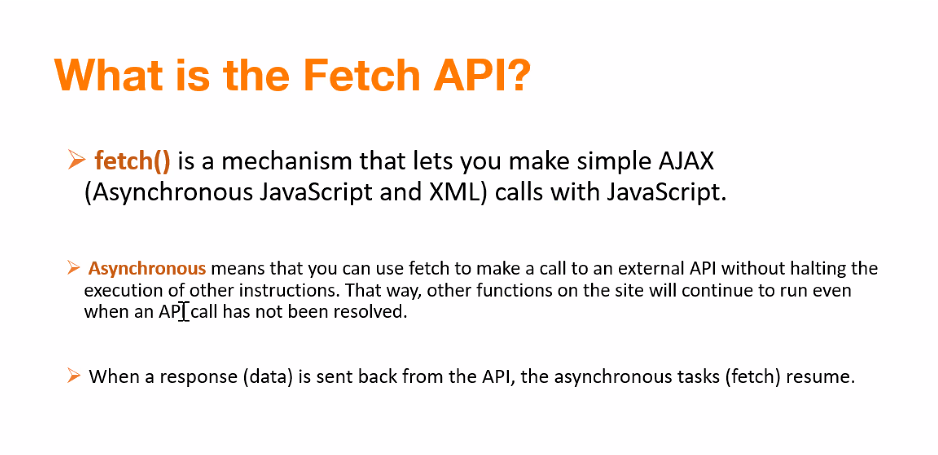 What is the Fetch API?
➢ fetch() is a mechanism that lets you make simple AJAX
(Asynchronous JavaScript and XML) calls with JavaScript.
➢ Asynchronous means that you can use fetch to make a call to an external API without halting the
execution of other instructions. That way, other functions on the site will continue to run even
when an API call has not been resolved.
➢ When a response (data) is sent back from the API, the asynchronous tasks (fetch) resume.